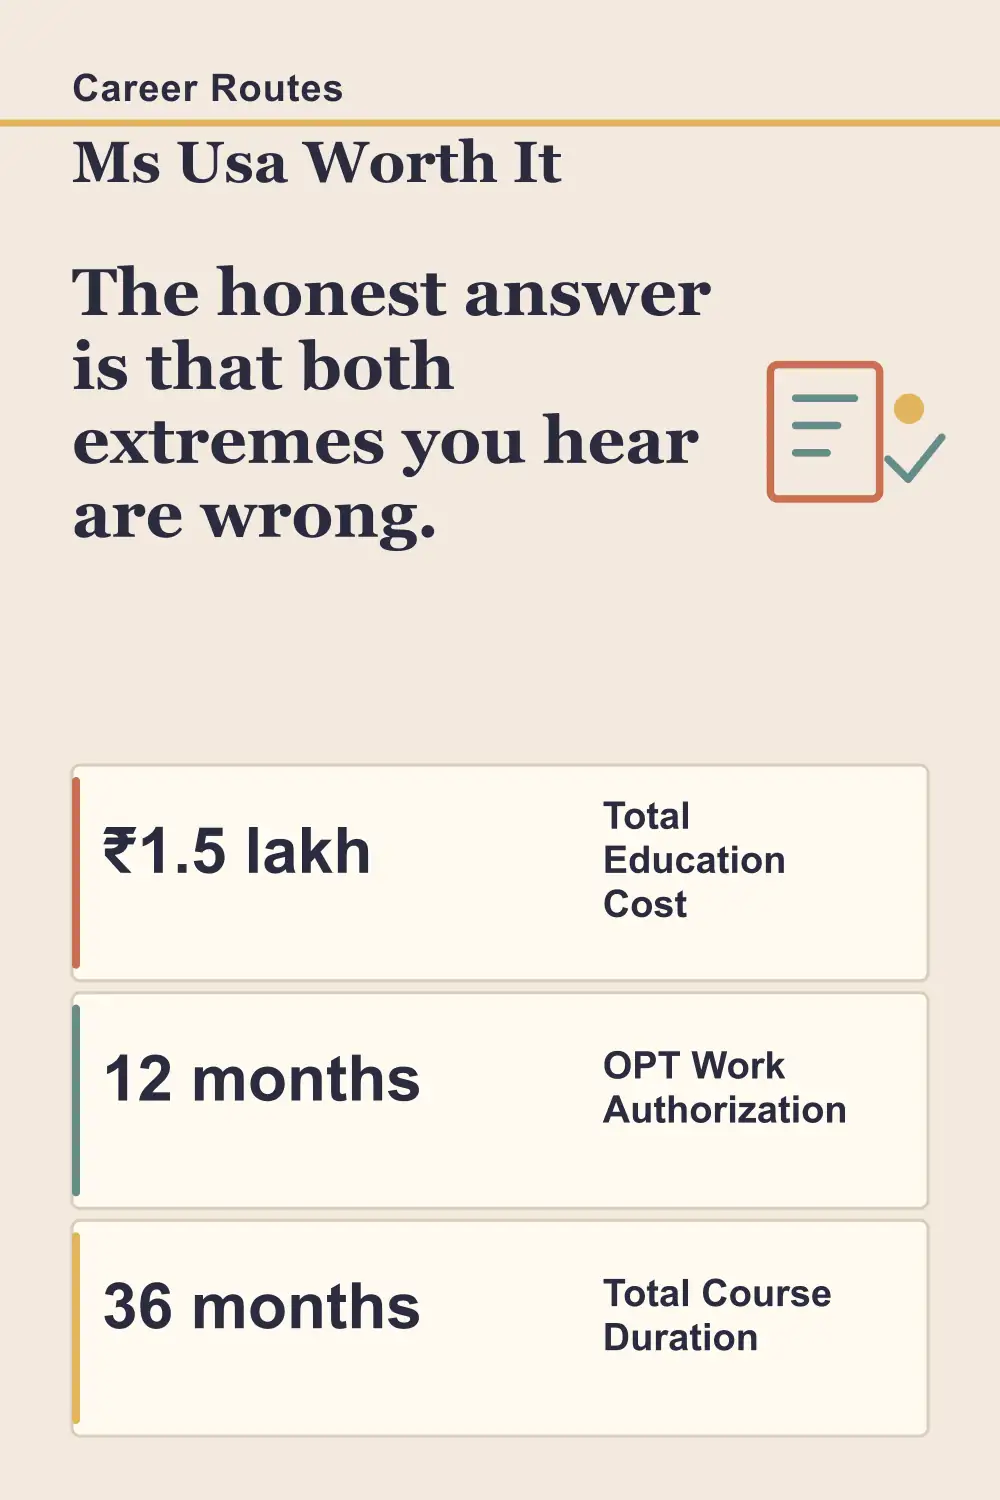 Career Routes
Ms Usa Worth It
The honest answer
is that both
extremes you hear
are wrong.
₹1.5 lakh
Total
Education
Cost
12 months
OPT Work
Authorization
36 months
Total Course
Duration